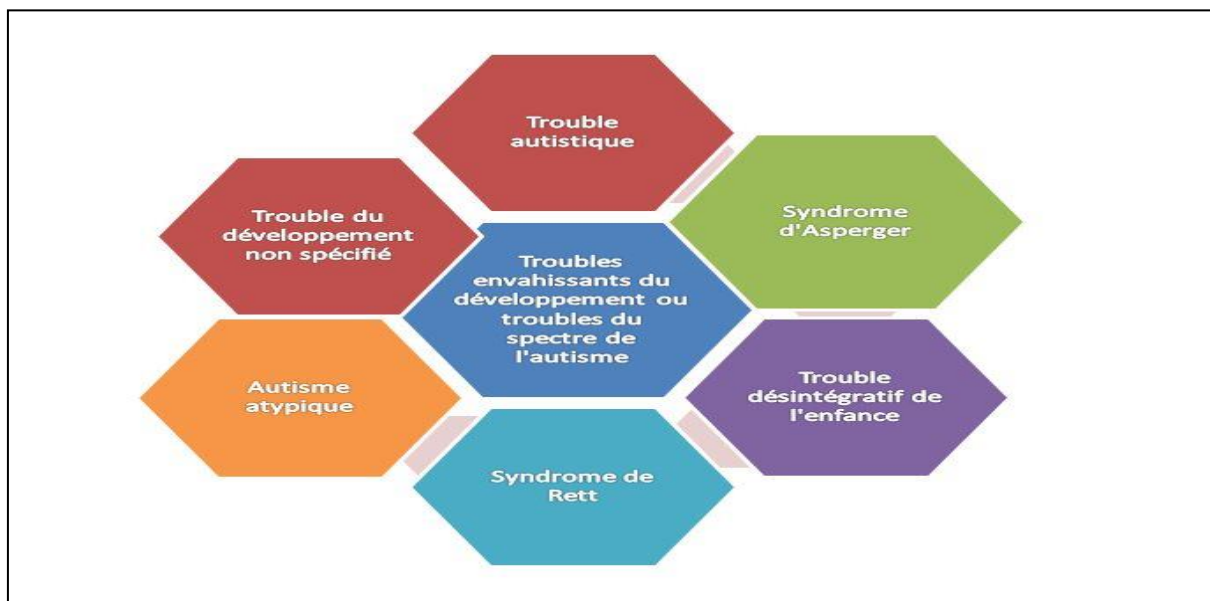 Trouble
autistique
Syndrome
d'Asperger
Trouble
désintégratif de
l'enfance
Syndrome de
Rett
Autisme
atypique
Trouble du
développement
non spécifié
Troubles
envahissants du
développement ou
troubles du
spectre de
l'autisme